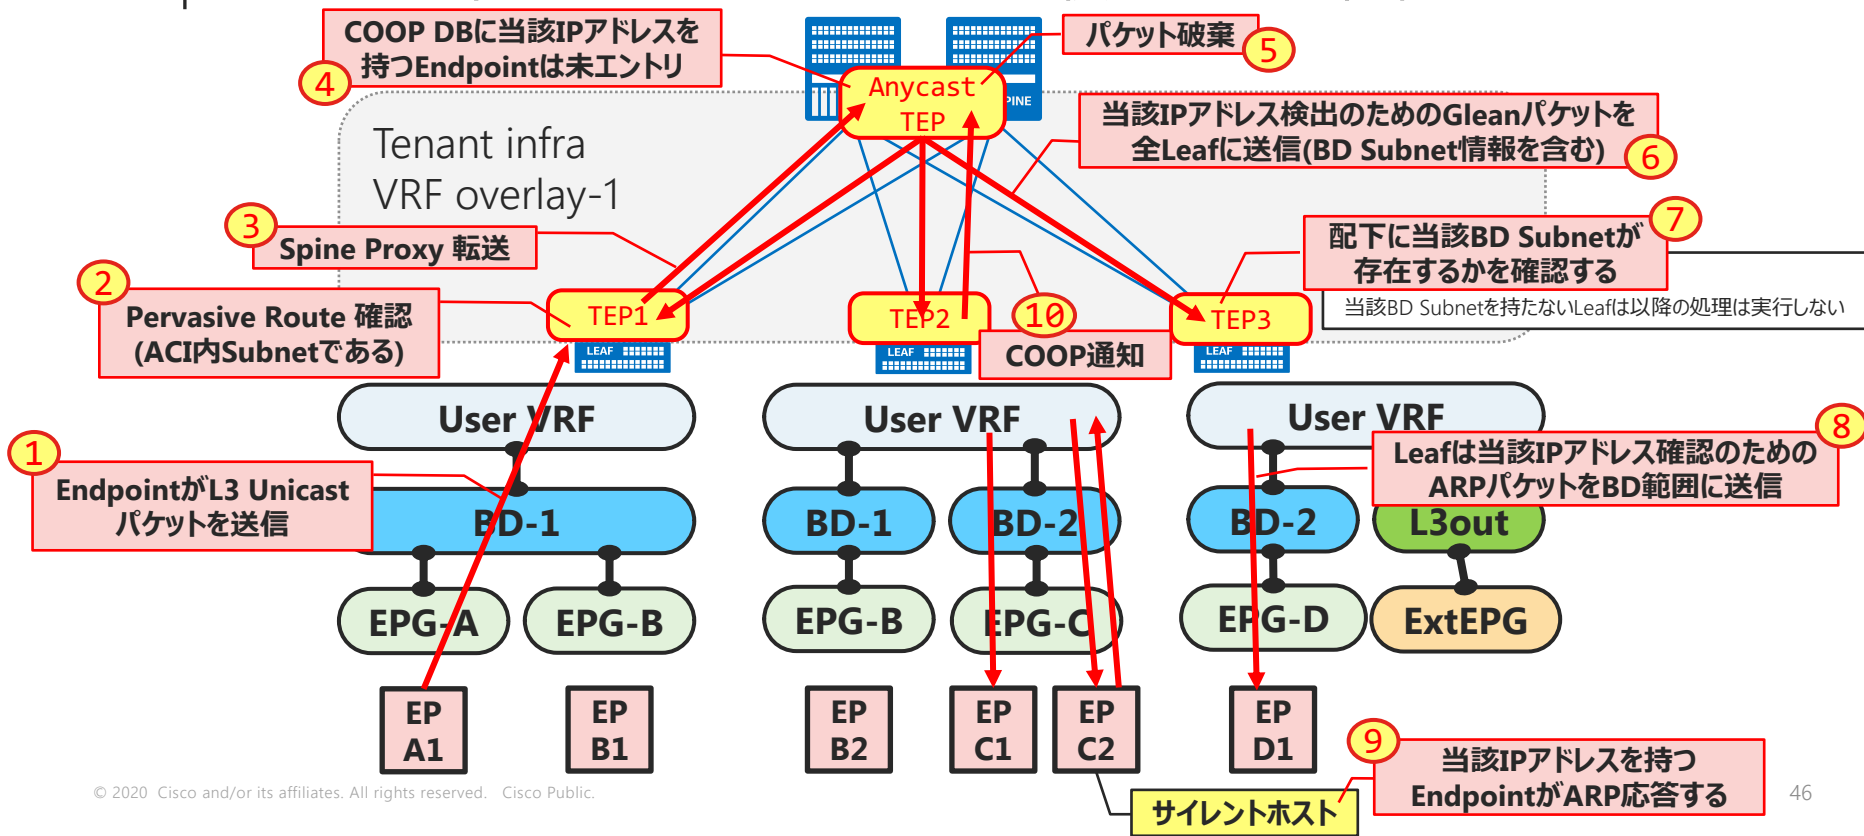 COOP DBに当該IPアドレスを
持つEndpointは未エントリ
4
パケット破棄
5
Anycast
TEP
PINE
当該IPアドレス検出のためのGleanパケットを
全Leafに送信(BD Subnet情報を含む)
6
Tenant infra
VRF overlay-1
3
Spine Proxy 転送
7
配下に当該BD Subnetが
存在するかを確認する
当該BD Subnetを持たないLeafは以降の処理は実行しない
2
Pervasive Route 確認
(ACI内Subnetである)
TEP1
TEP2
TEP3
10
COOP通知
LEAF
LEAF
LEAF
User VRF
User VRF
User VRF
8
Leafは当該IPアドレス確認のための
ARPパケットをBD範囲に送信
1
EndpointがL3 Unicast
パケットを送信
BD-1
BD-1
BD-2
BD-2
L3out
EPG-A
EPG-B
EPG-B
EPG-C
EPG-D
ExtEPG
EP
A1
EP
B1
EP
B2
EP
C1
EP
C2
EP
D1
9
当該IPアドレスを持つ
EndpointがARP応答する
サイレントホスト
© 2020 Cisco and/or its affiliates. All rights reserved. Cisco Public.
46